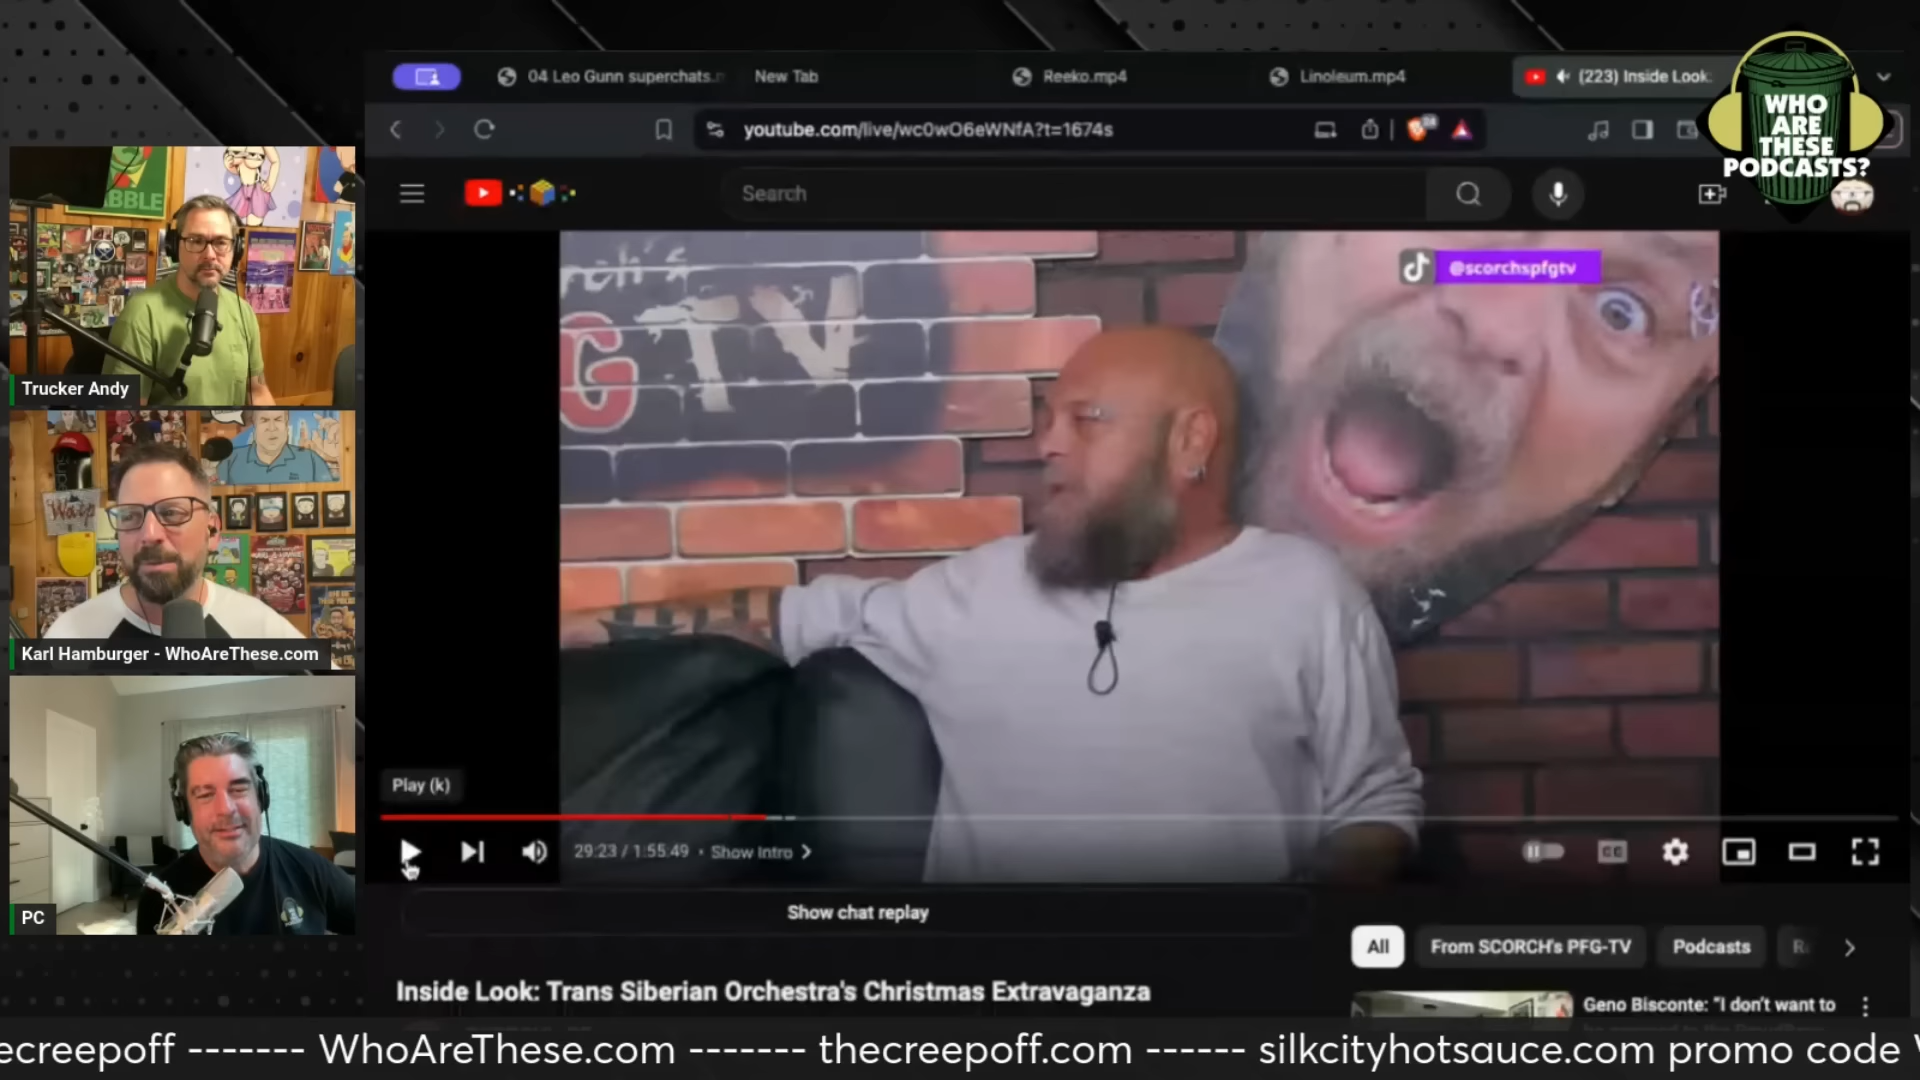 04 Leo Gunn superchats.
New Tab
Reeko.mp4
Linoleum.mp4
(223) Inside Look:
WHO
ARE
THESE
PODCASTS?
youtube.com/live/wc0wO6eWNfA?t=1674s
Search
@scorchspfgtv
G TV
BBLE
Trucker Andy
Karl Hamburger - WhoAreThese.com
PC
Play (k)
29:23 / 1:55:49 • Show Intro
CC
Show chat replay
All
From SCORCH's PFG-TV
Podcasts
Inside Look: Trans Siberian Orchestra's Christmas Extravaganza
Geno Bisconte: "I don't want to
ecreepoff ------- WhoAreThese.com ------- thecreepoff.com ------ silkcityhotsauce.com promo code